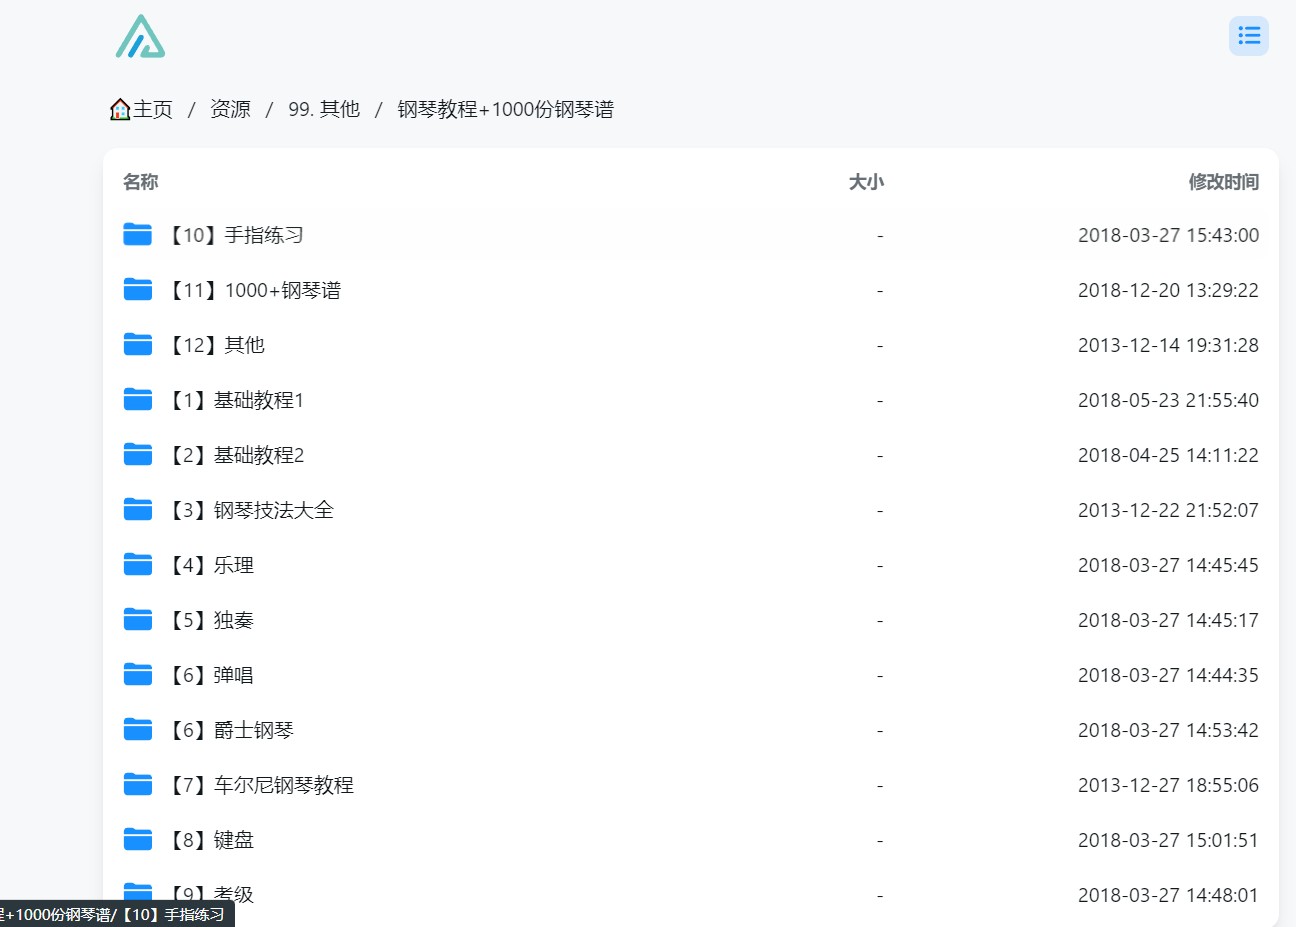 主页 / 资源 / 99. 其他 / 钢琴教程+1000份钢琴谱
名称 大小 修改时间
【10】手指练习 - 2018-03-27 15:43:00
【11】1000+钢琴谱 - 2018-12-20 13:29:22
【12】其他 - 2013-12-14 19:31:28
【1】基础教程1 - 2018-05-23 21:55:40
【2】基础教程2 - 2018-04-25 14:11:22
【3】钢琴技法大全 - 2013-12-22 21:52:07
【4】乐理 - 2018-03-27 14:45:45
【5】独奏 - 2018-03-27 14:45:17
【6】弹唱 - 2018-03-27 14:44:35
【6】爵士钢琴 - 2018-03-27 14:53:42
【7】车尔尼钢琴教程 - 2013-12-27 18:55:06
【8】键盘 - 2018-03-27 15:01:51
【9】考级 - 2018-03-27 14:48:01
程+1000份钢琴谱/【10】手指练习